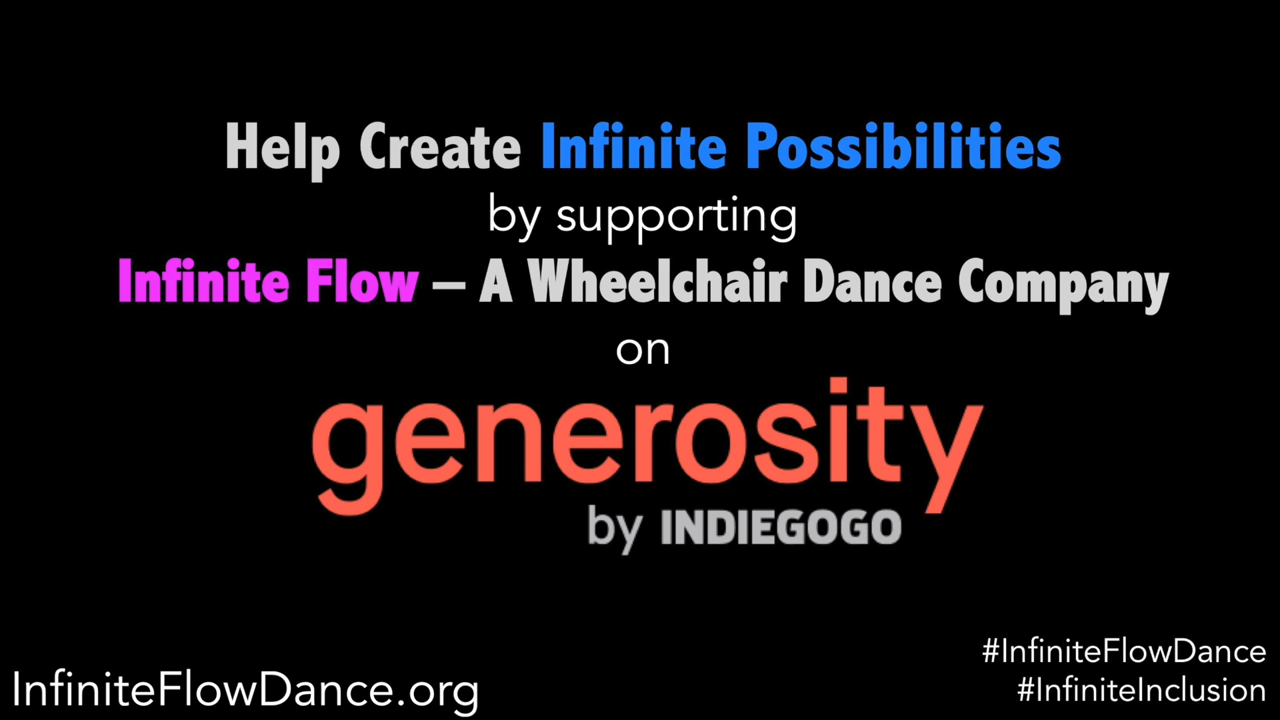 Help Create Infinite Possibilities
by supporting
Infinite Flow – A Wheelchair Dance Company
on
generosity
by INDIEGOGO
#InfiniteFlowDance
InfiniteFlowDance.org
#InfiniteInclusion